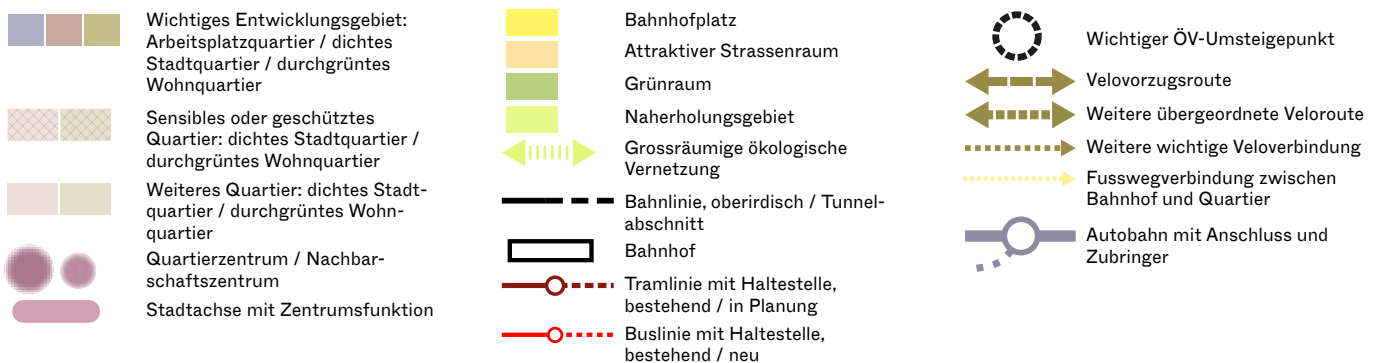 Wichtiges Entwicklungsgebiet:
Arbeitsplatzquartier / dichtes
Stadtquartier / durchgrüntes
Wohnquartier
Sensibles oder geschütztes
Quartier: dichtes Stadtquartier /
durchgrüntes Wohnquartier
Weiteres Quartier: dichtes Stadt-
quartier / durchgrüntes Wohn-
quartier
Quartierzentrum / Nachbar-
schaftszentrum
Stadtachse mit Zentrumsfunktion
Bahnhofplatz
Attraktiver Strassenraum
Grünraum
Naherholungsgebiet
Grossräumige ökologische
Vernetzung
Bahnlinie, oberirdisch / Tunnel-
abschnitt
Bahnhof
Tramlinie mit Haltestelle,
bestehend / in Planung
Buslinie mit Haltestelle,
bestehend / neu
Wichtiger ÖV-Umsteigepunkt
Velovorzugsroute
Weitere übergeordnete Veloroute
Weitere wichtige Veloverbindung
Fusswegverbindung zwischen
Bahnhof und Quartier
Autobahn mit Anschluss und
Zubringer